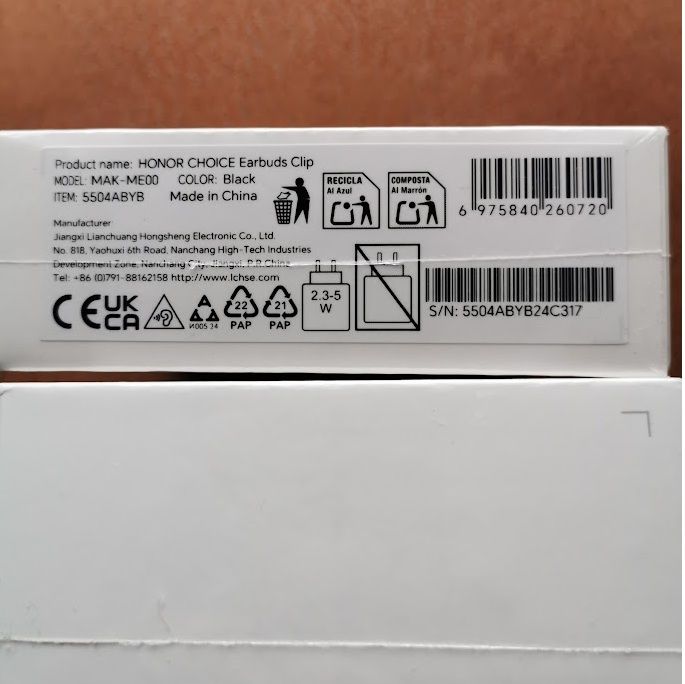 Product name: HONOR CHOICE Earbuds Clip
MODEL: MAK-ME00 COLOR: Black
ITEM: 5504ABYB Made in China
Manufacturer:
Jiangxi Lianchuang Hongsheng Electronic Co., Ltd.
No. 818, Yaohuxi 6th Road, Nanchang High-Tech Industries
Development Zone, Nanchang City, Jiangxi, P.R.China
Tel: +86 (0)791-88162158 http://www.lchse.com
RECICLA
Al Azul
COMPOSTA
Al Marrón
6 975840 260720
CE UK
CA
И005 24
22
PAP
21
PAP
2.3-5
W
S/N: 5504ABYB24C317